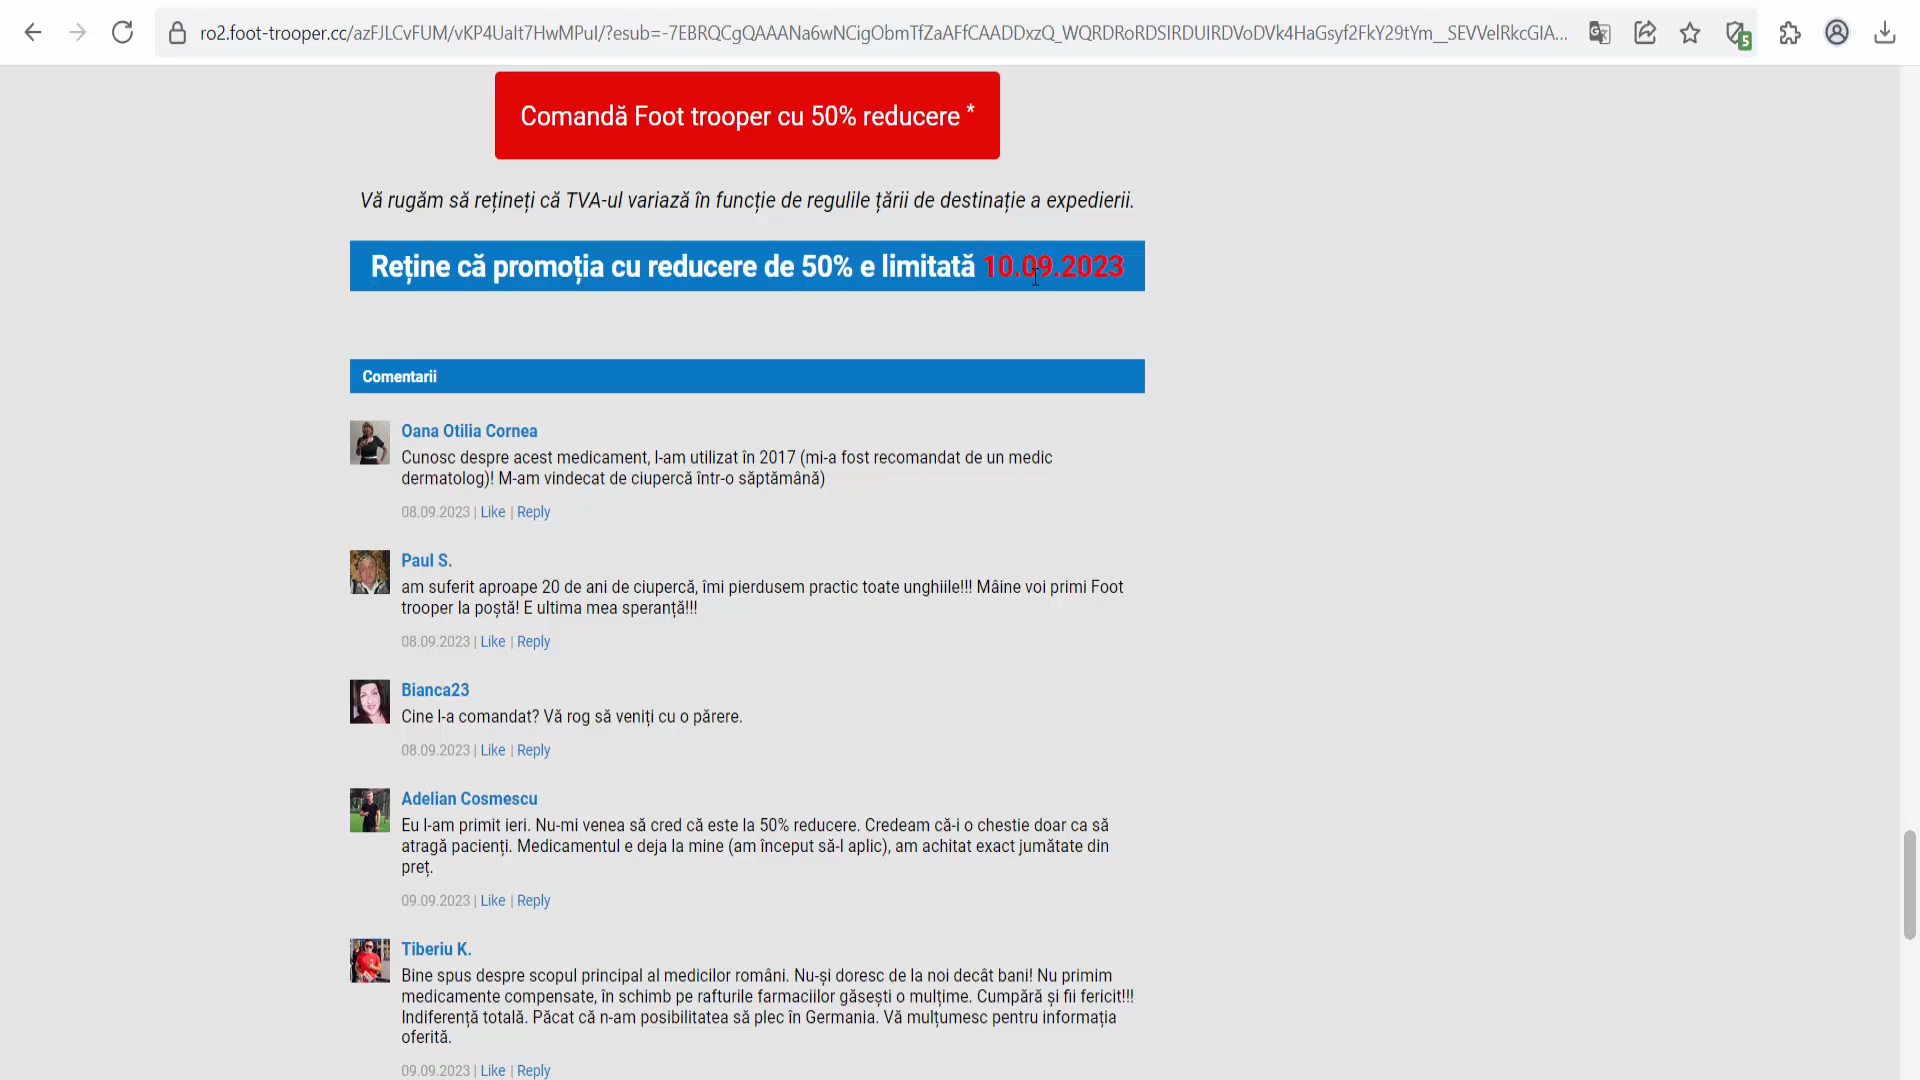 ro2.foot-trooper.cc/azFJLCvFUM/vKP4UaIt7HwMPuI/?esub=-7EBRQCgQAAANa6wNCigObmTfZaAFfCAADDxzQ_WQRDRoRDSIRDUIRDVoDVk4HaGsyf2FkY29tYm__SEVVelRkcGlA...
5
Comandă Foot trooper cu 50% reducere *
Vă rugăm să rețineți că TVA-ul variază în funcție de regulile țării de destinație a expedierii.
Reține că promoția cu reducere de 50% e limitată 10.09.2023
Comentarii
Oana Otilia Cornea
Cunosc despre acest medicament, l-am utilizat în 2017 (mi-a fost recomandat de un medic
dermatolog)! M-am vindecat de ciupercă într-o săptămână)
08.09.2023 | Like | Reply
Paul S.
am suferit aproape 20 de ani de ciupercă, îmi pierdusem practic toate unghiile!!! Mâine voi primi Foot
trooper la poștă! E ultima mea speranță!!!
08.09.2023 | Like | Reply
Bianca23
Cine l-a comandat? Vă rog să veniți cu o părere.
08.09.2023 | Like | Reply
Adelian Cosmescu
Eu l-am primit ieri. Nu-mi venea să cred că este la 50% reducere. Credeam că-i o chestie doar ca să
atragă pacienți. Medicamentul e deja la mine (am început să-l aplic), am achitat exact jumătate din
preț.
09.09.2023 | Like | Reply
Tiberiu K.
Bine spus despre scopul principal al medicilor români. Nu-și doresc de la noi decât bani! Nu primim
medicamente compensate, în schimb pe rafturile farmaciilor găsești o mulțime. Cumpără și fii fericit!!!
Indiferență totală. Păcat că n-am posibilitatea să plec în Germania. Vă mulțumesc pentru informația
oferită.
09.09.2023 | Like | Reply